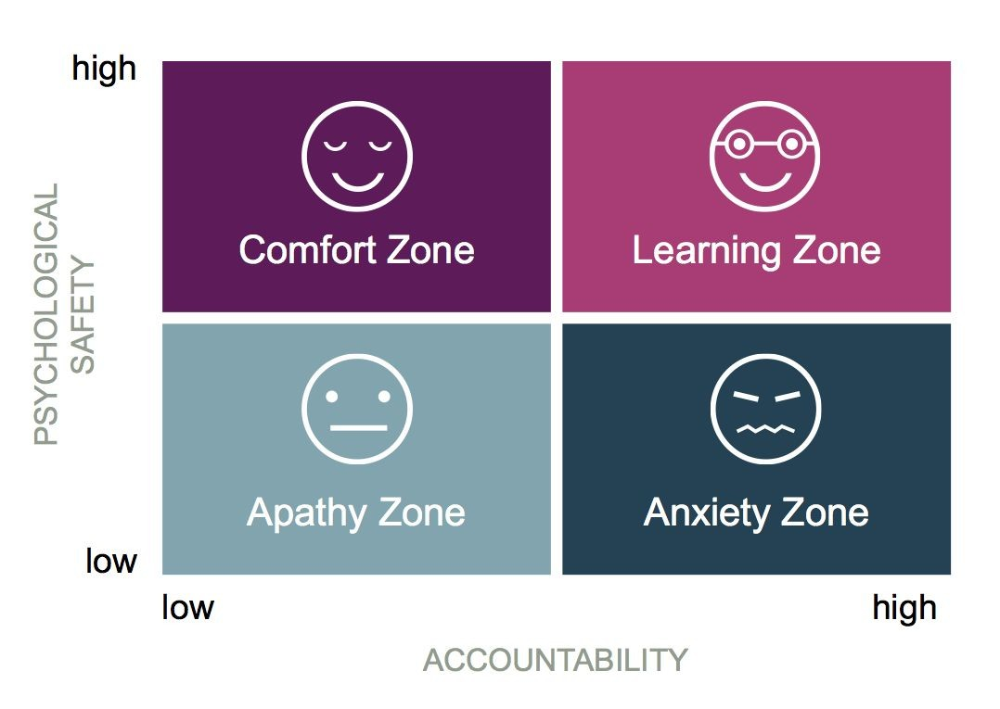 high
PSYCHOLOGICAL
SAFETY
Comfort Zone
Learning Zone
Apathy Zone
Anxiety Zone
low
low
high
ACCOUNTABILITY